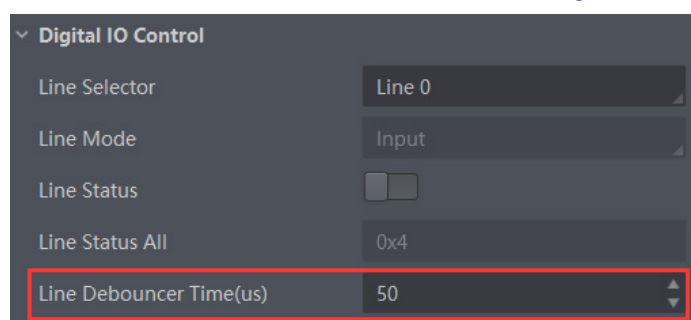 Digital IO Control
Line Selector Line 0
Line Mode Input
Line Status
Line Status All 0x4
Line Debouncer Time(us) 50